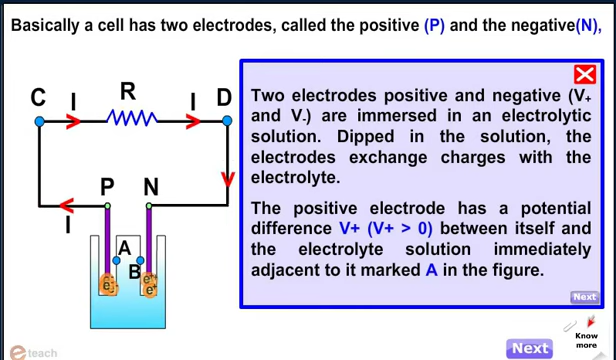 Basically a cell has two electrodes, called the positive (P) and the negative(N),
C I R I D
Two electrodes positive and negative (V+
and V-) are immersed in an electrolytic
solution. Dipped in the solution, the
electrodes exchange charges with the
electrolyte.
The positive electrode has a potential
difference V+ (V+ > 0) between itself and
the electrolyte solution immediately
adjacent to it marked A in the figure.
Next
P N
I
A
B
Next
Know
more
e teach